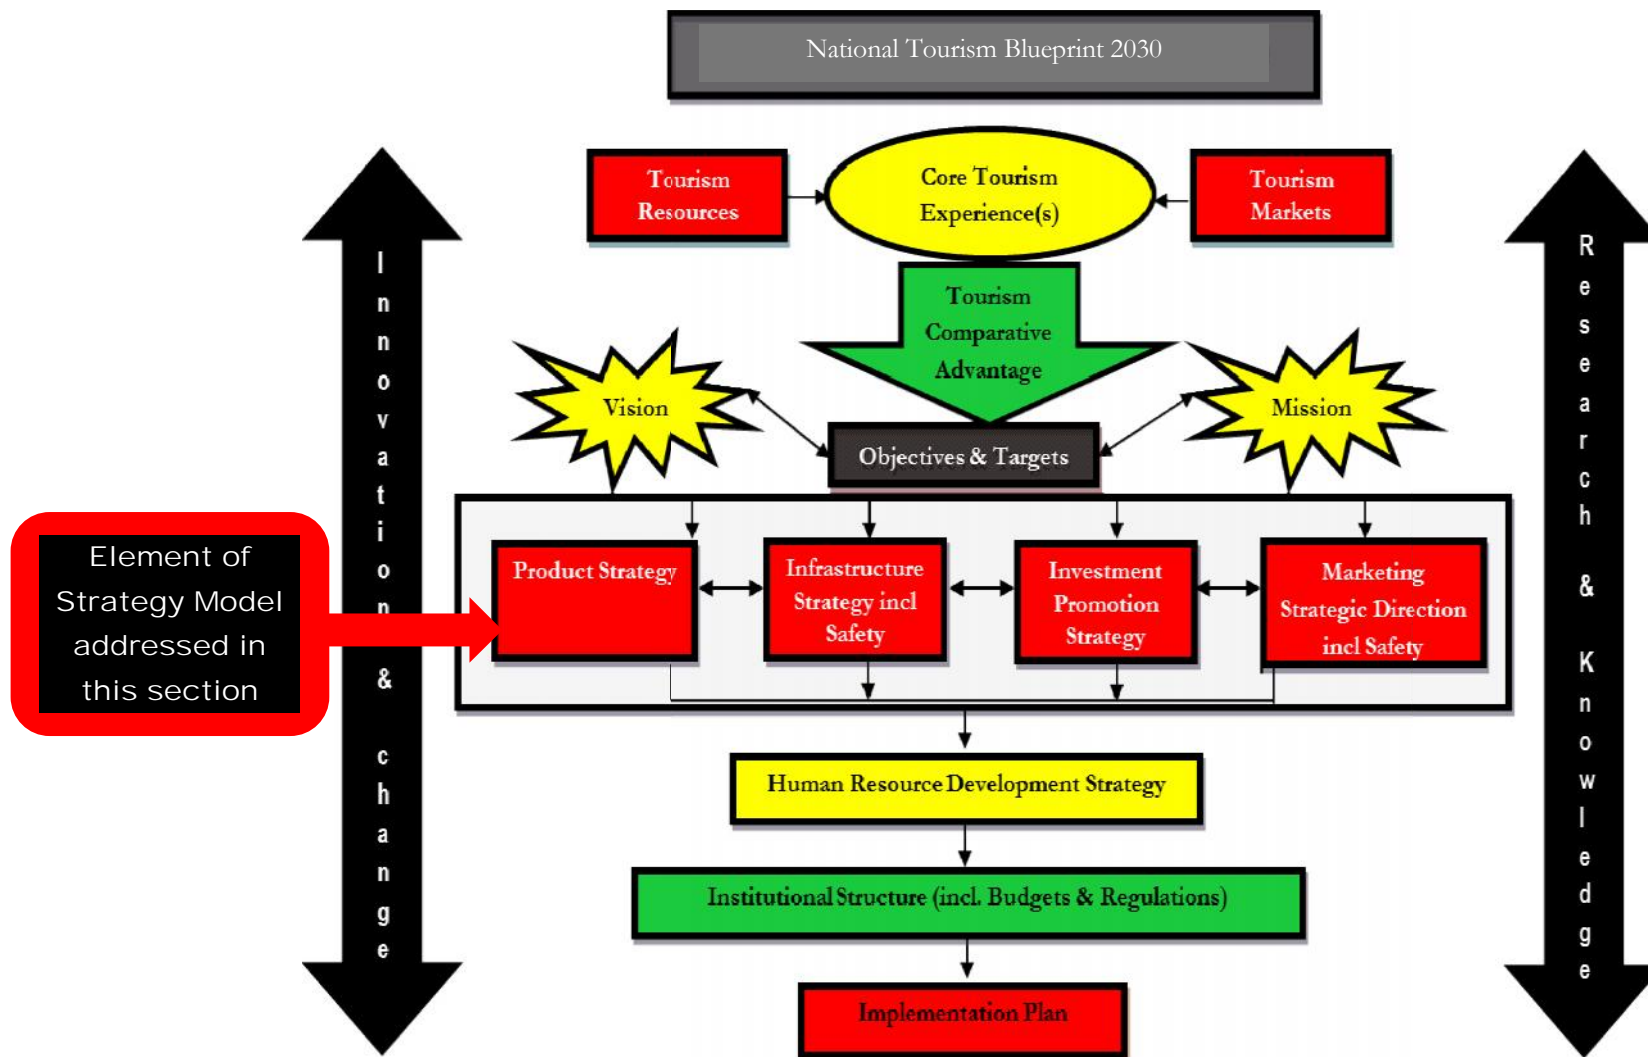 National Tourism Blueprint 2030
Tourism
Resources
Core Tourism
Experience(s)
Tourism
Markets
Tourism
Comparative
Advantage
Vision
Mission
Objectives & Targets
Innovation & change
Research & Knowledge
Element of
Strategy Model
addressed in
this section
Product Strategy
Infrastructure
Strategy incl
Safety
Investment
Promotion
Strategy
Marketing
Strategic Direction
incl Safety
Human Resource Development Strategy
Institutional Structure (incl. Budgets & Regulations)
Implementation Plan